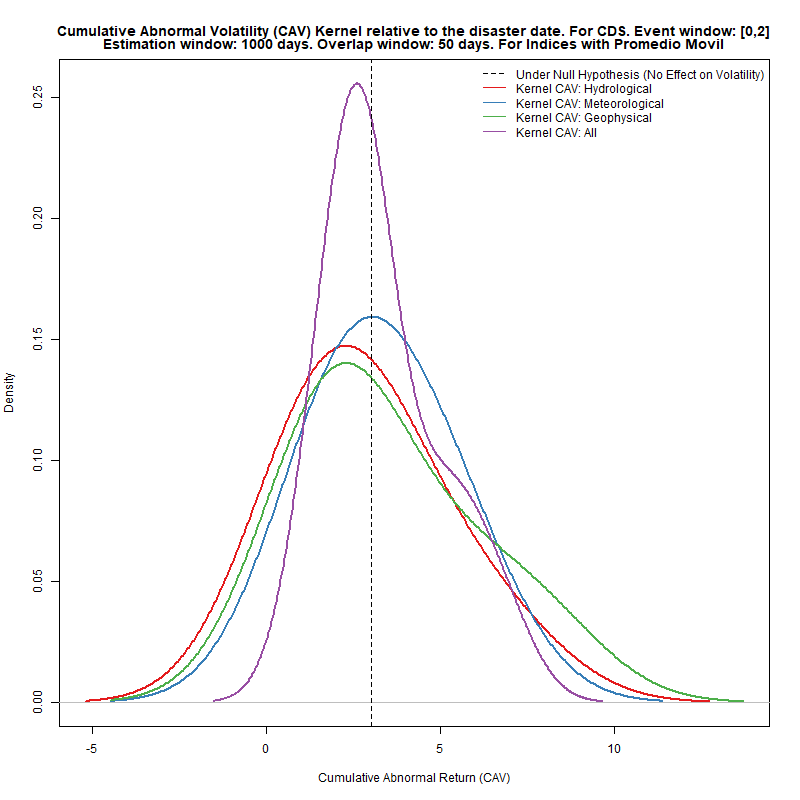 Cumulative Abnormal Volatility (CAV) Kernel relative to the disaster date. For CDS. Event window: [0,2]
Estimation window: 1000 days. Overlap window: 50 days. For Indices with Promedio Movil
Under Null Hypothesis (No Effect on Volatility)
Kernel CAV: Hydrological
Kernel CAV: Meteorological
Kernel CAV: Geophysical
Kernel CAV: All
Density
0.25
0.20
0.15
0.10
0.05
0.00
-5
0
5
10
Cumulative Abnormal Return (CAV)